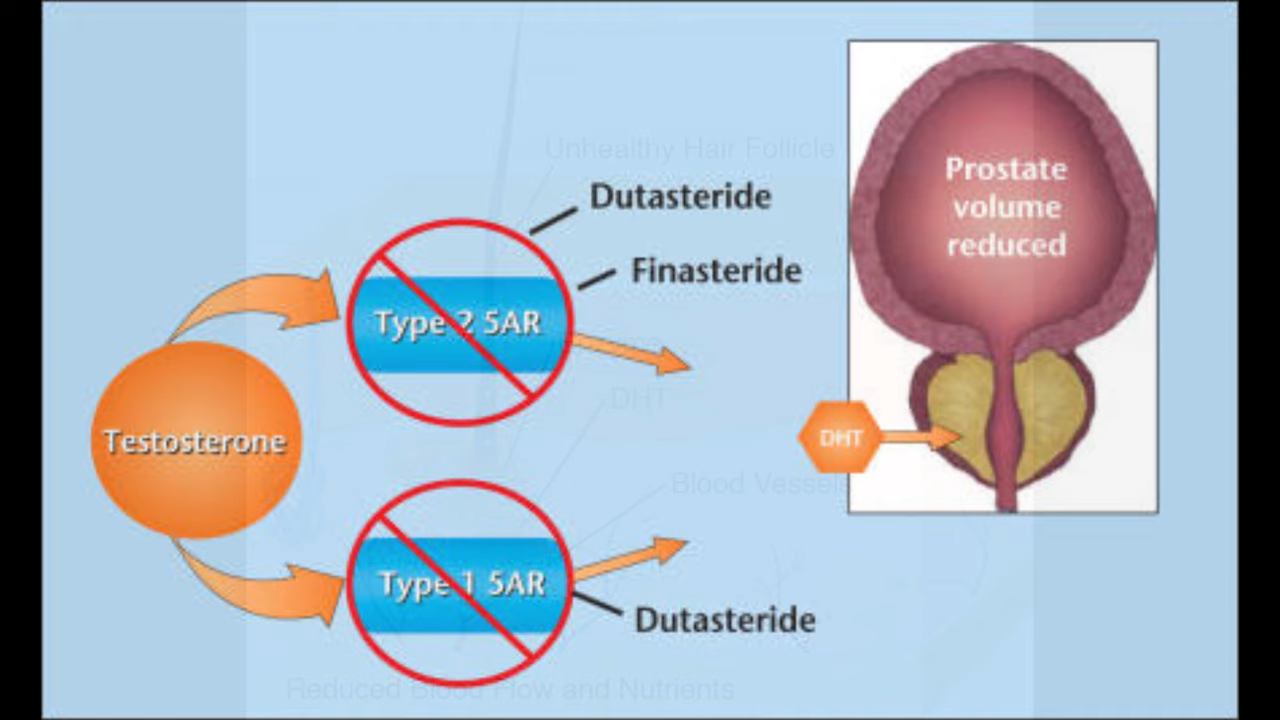 Unhealthy Hair Follicle
Dutasteride
Finasteride
Type 2 5AR
Testosterone
Type 1 5AR
Dutasteride
DHT
Blood Vessels
Reduced Blood Flow and Nutrients
Prostate
volume
reduced
DHT